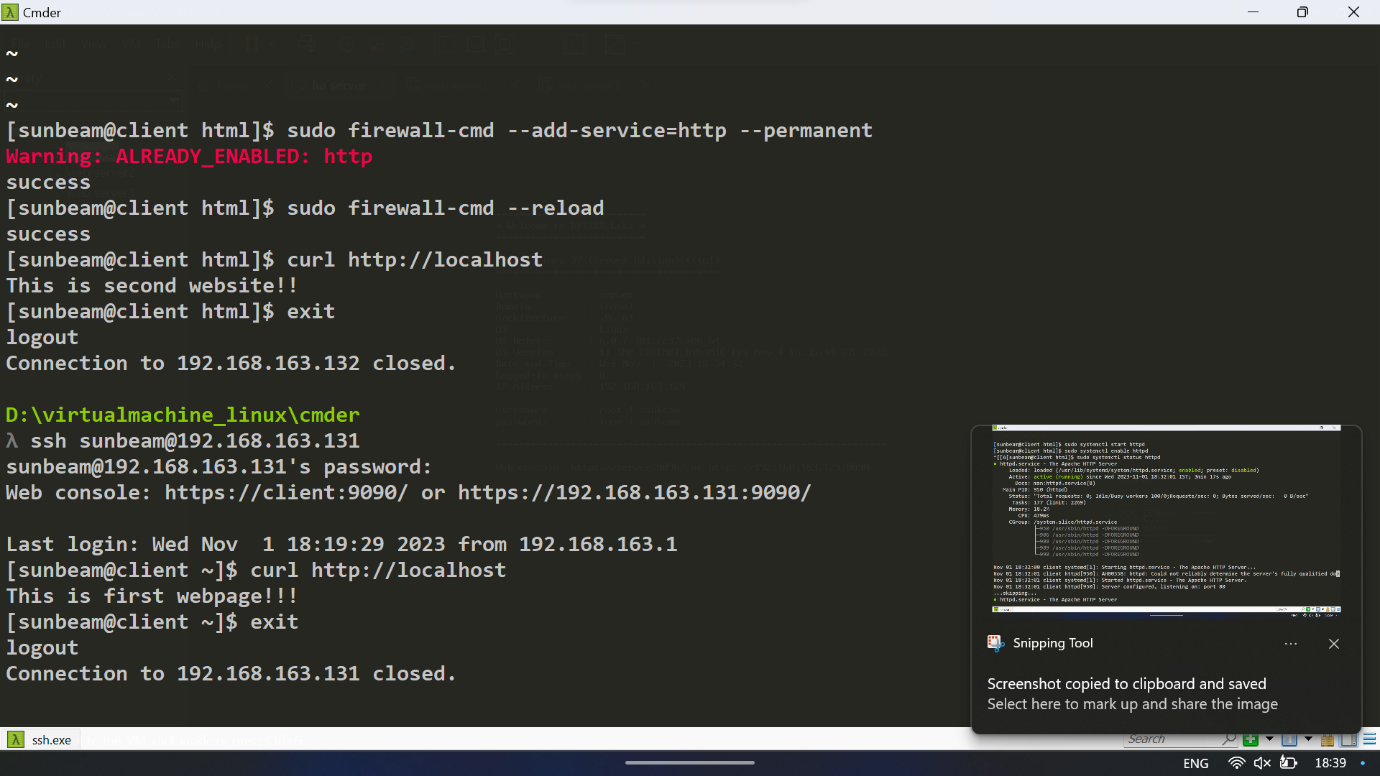 Cmder
~
~
~
[sunbeam@client html]$ sudo firewall-cmd --add-service=http --permanent
Warning: ALREADY_ENABLED: http
success
[sunbeam@client html]$ sudo firewall-cmd --reload
success
[sunbeam@client html]$ curl http://localhost
This is second website!!
[sunbeam@client html]$ exit
logout
Connection to 192.168.163.132 closed.
D:\virtualmachine_linux\cmder
λ ssh sunbeam@192.168.163.131
sunbeam@192.168.163.131's password:
Web console: https://client:9090/ or https://192.168.163.131:9090/
Last login: Wed Nov  1 18:19:29 2023 from 192.168.163.1
[sunbeam@client ~]$ curl http://localhost
This is first webpage!!!
[sunbeam@client ~]$ exit
logout
Connection to 192.168.163.131 closed.
Snipping Tool
Screenshot copied to clipboard and saved
Select here to mark up and share the image
ssh.exe
Search
ENG
18:39